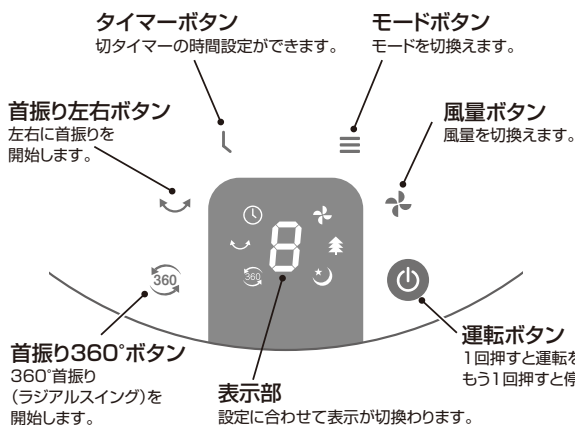 タイマーボタン
切タイマーの時間設定ができます。
モードボタン
モードを切換えます。
首振り左右ボタン
左右に首振りを
開始します。
風量ボタン
風量を切換えます。
360
8
360
首振り360°ボタン
360°首振り
（ラジアルスイング）を
開始します。
表示部
設定に合わせて表示が切換わります。
運転ボタン
1回押すと運転を
もう1回押すと停